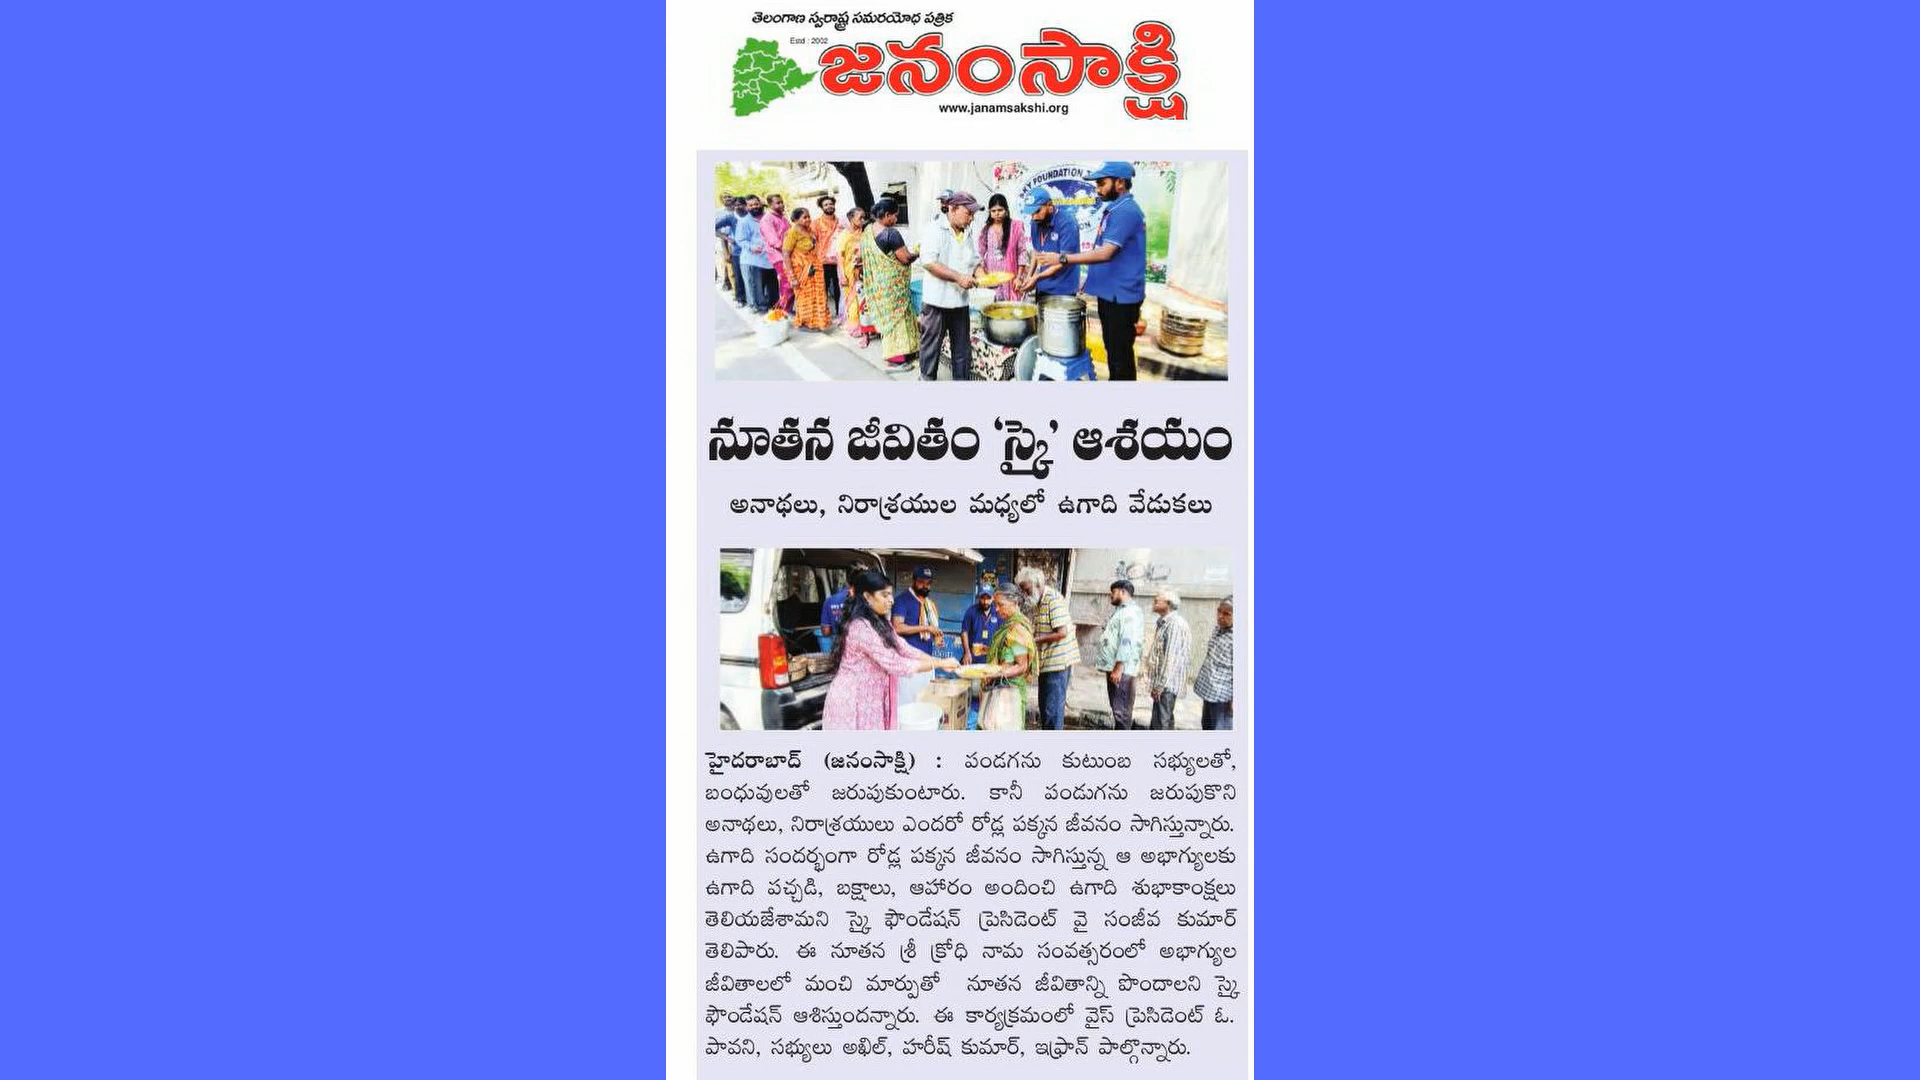 తెలంగాణ స్వరాష్ట్ర సమరయోధ పత్రిక
Estd : 2002
జనంసాక్షి
www.janamsakshi.org
SKY FOUNDATION
నూతన జీవితం ‘స్కై’ ఆశయం
అనాథలు, నిరాశ్రయుల మధ్యలో ఉగాది వేడుకలు
హైదరాబాద్ (జనంసాక్షి) : పండగను కుటుంబ సభ్యులతో,
బంధువులతో జరుపుకుంటారు. కానీ పండుగను జరుపుకొని
అనాథలు, నిరాశ్రయులు ఎందరో రోడ్ల పక్కన జీవనం సాగిస్తున్నారు.
ఉగాది సందర్భంగా రోడ్ల పక్కన జీవనం సాగిస్తున్న ఆ అభాగ్యులకు
ఉగాది పచ్చడి, బక్షాలు, ఆహారం అందించి ఉగాది శుభాకాంక్షలు
తెలియజేశామని స్కై ఫౌండేషన్ ప్రెసిడెంట్ వై సంజీవ కుమార్
తెలిపారు. ఈ నూతన శ్రీ క్రోధి నామ సంవత్సరంలో అభాగ్యుల
జీవితాలలో మంచి మార్పుతో నూతన జీవితాన్ని పొందాలని స్కై
ఫౌండేషన్ ఆశిస్తుందన్నారు. ఈ కార్యక్రమంలో వైస్ ప్రెసిడెంట్ ఓ.
పావని, సభ్యులు అఖిల్, హరీష్ కుమార్, ఇఫ్రాన్ పాల్గొన్నారు.